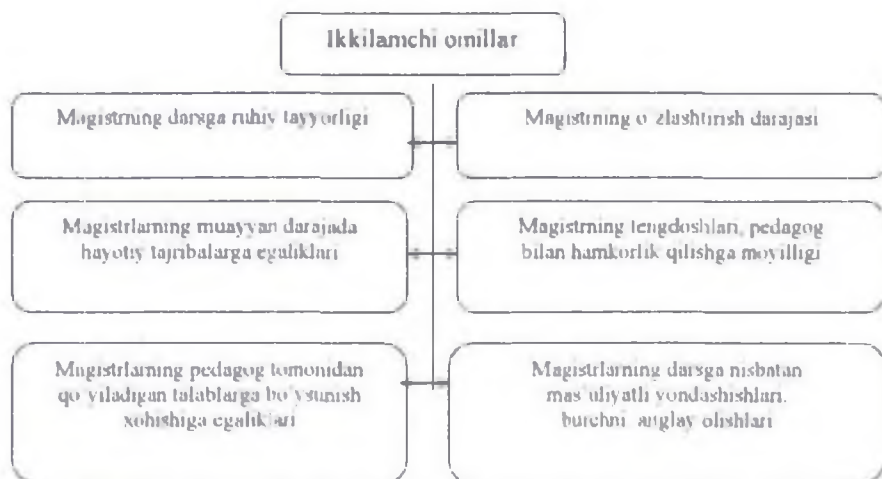 Ikkilamchi omillar
Magistrning darsga ruhiy tayyorligi
Magistrning o'zlashtirish darajasi
Magistrlarning muayyan darajada
hayotiy tajribalarga egaliklari
Magistrning tengdoshlari, pedagog
bilan hamkorlik qilishga moyilligi
Magistrlarning pedagog tomonidan
qo'yiladigan talablarga bo'ysunish
xohishiga egaliklari
Magistrlarning darsga nisbatan
mas'uliyatli yondashishlari,
burchni anglay olishlari